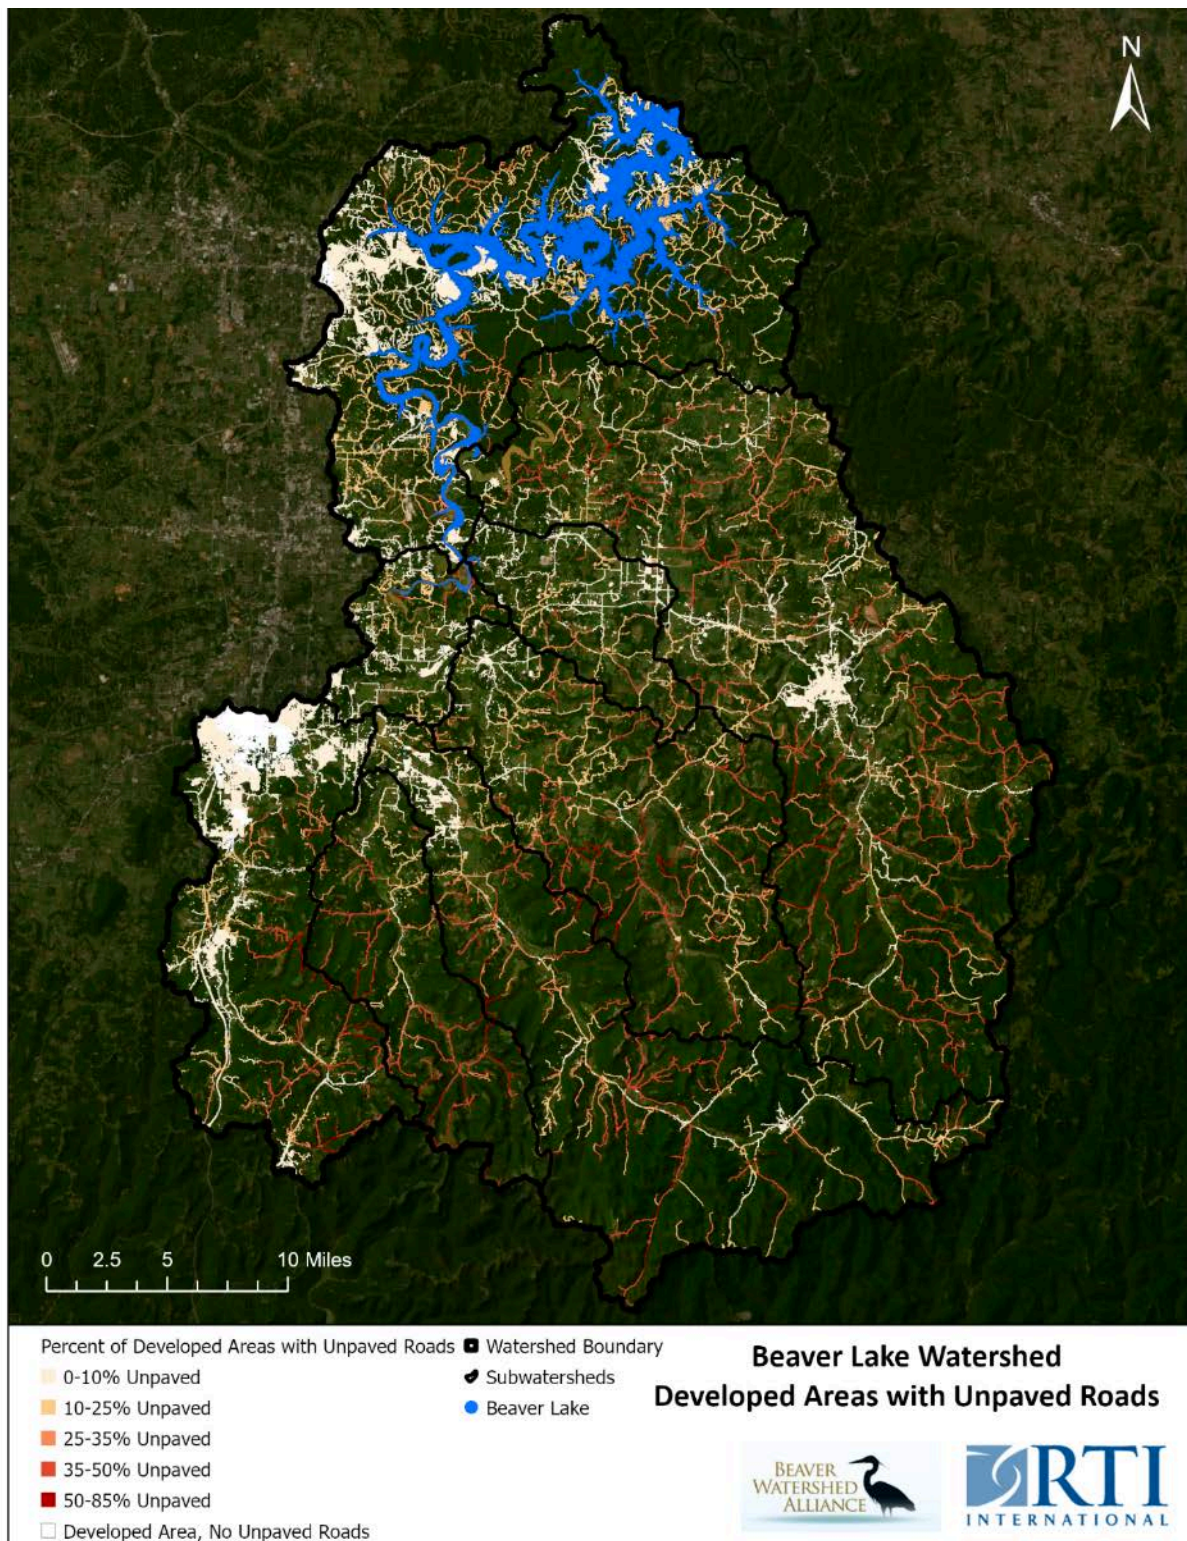 N
0 2.5 5 10 Miles
Percent of Developed Areas with Unpaved Roads
0-10% Unpaved
10-25% Unpaved
25-35% Unpaved
35-50% Unpaved
50-85% Unpaved
Developed Area, No Unpaved Roads
Watershed Boundary
Subwatersheds
Beaver Lake
Beaver Lake Watershed
Developed Areas with Unpaved Roads
BEAVER
WATERSHED
ALLIANCE
RTI
INTERNATIONAL